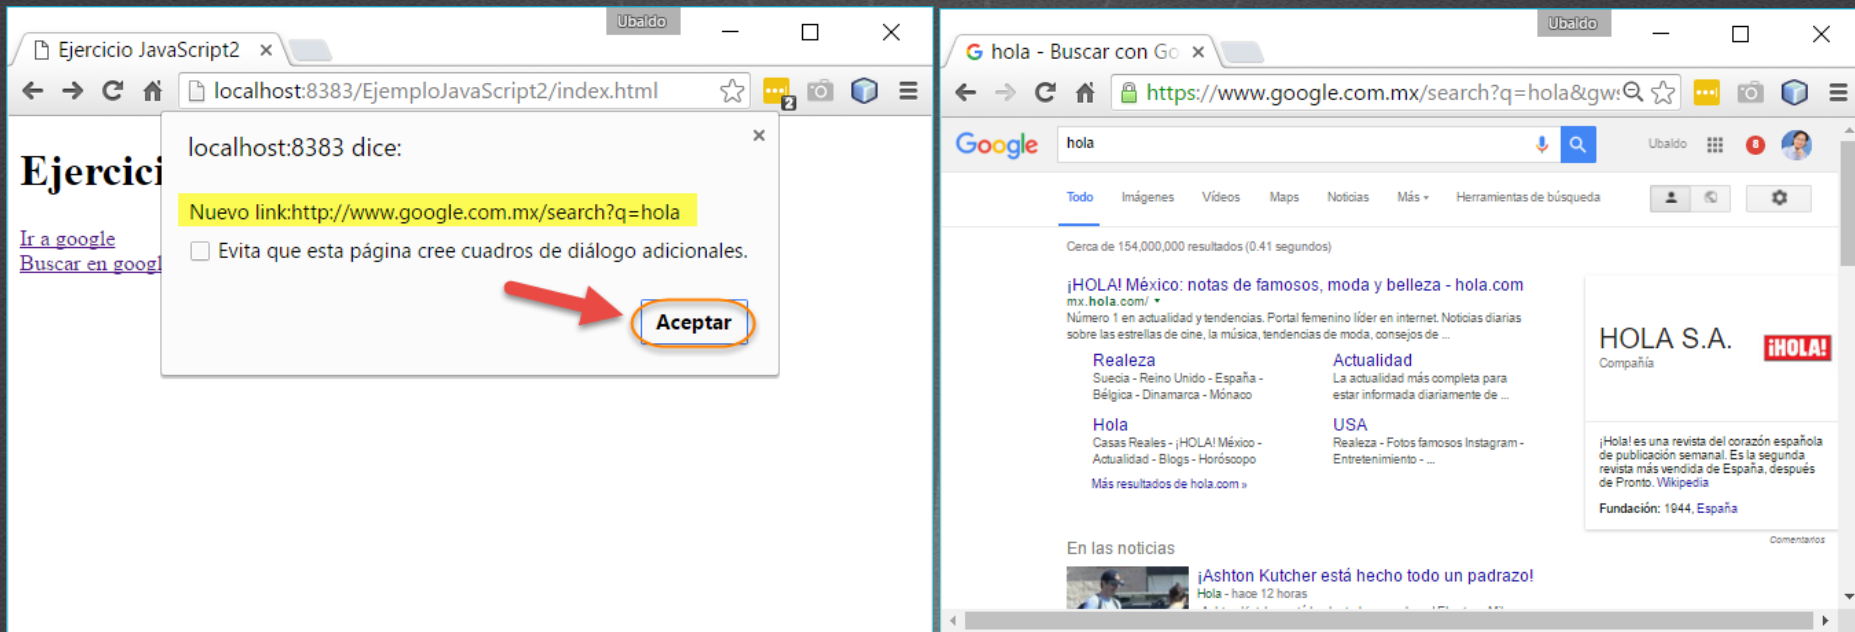 Ubaldo
Ejercicio JavaScript2
localhost:8383/EjemploJavaScript2/index.html
2
Ejercici
Ir a google
Buscar en googl
localhost:8383 dice:
Nuevo link:http://www.google.com.mx/search?q=hola
Evita que esta página cree cuadros de diálogo adicionales.
Aceptar
Ubaldo
hola - Buscar con Go
https://www.google.com.mx/search?q=hola&gws
Google
hola
Ubaldo
8
Todo Imágenes Vídeos Maps Noticias Más Herramientas de búsqueda
Cerca de 154,000,000 resultados (0.41 segundos)
¡HOLA! México: notas de famosos, moda y belleza - hola.com
mx.hola.com/
Número 1 en actualidad y tendencias. Portal femenino líder en internet. Noticias diarias
sobre las estrellas de cine, la música, tendencias de moda, consejos de ...
Realeza
Suecia - Reino Unido - España -
Bélgica - Dinamarca - Mónaco
Actualidad
La actualidad más completa para
estar informada diariamente de ...
Hola
Casas Reales - ¡HOLA! México -
Actualidad - Blogs - Horóscopo
USA
Realeza - Fotos famosos Instagram -
Entretenimiento - ...
Más resultados de hola.com »
HOLA S.A.
Compañía
¡HOLA!
¡Hola! es una revista del corazón española
de publicación semanal. Es la segunda
revista más vendida de España, después
de Pronto. Wikipedia
Fundación: 1944, España
Comentarios
En las noticias
¡Ashton Kutcher está hecho todo un padrazo!
Hola - hace 12 horas